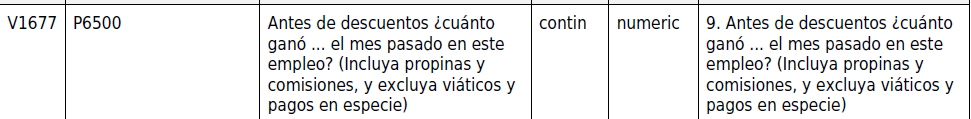 V1677 P6500 Antes de descuentos ¿cuánto contin numeric 9. Antes de descuentos ¿cuánto
ganó ... el mes pasado en este ganó ... el mes pasado en este
empleo? (Incluya propinas y empleo? (Incluya propinas y
comisiones, y excluya viáticos y comisiones, y excluya viáticos y
pagos en especie) pagos en especie)